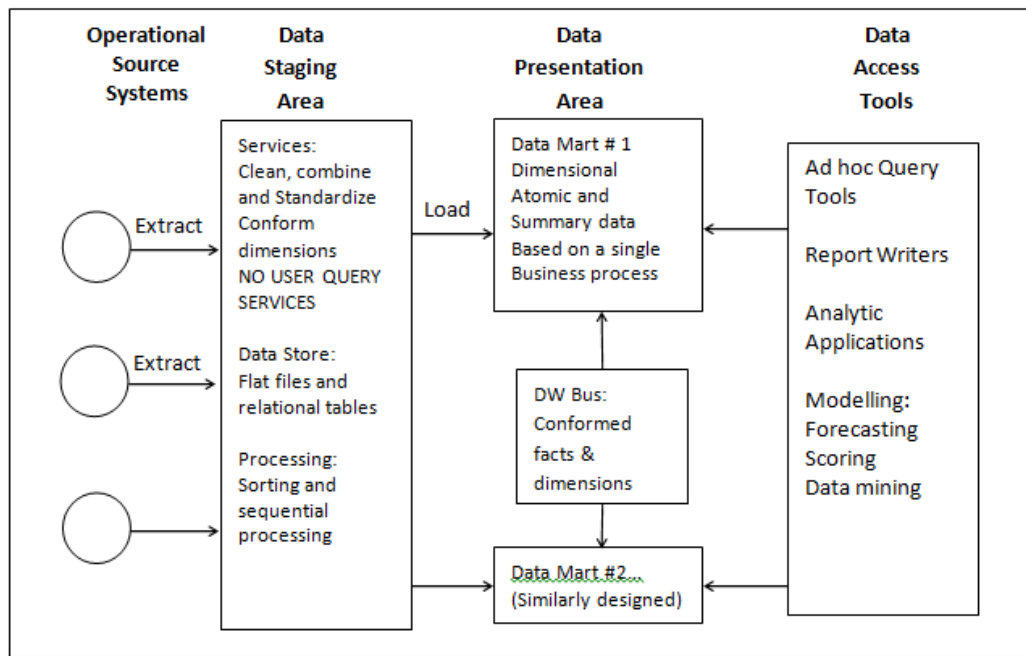 Operational
Source
Systems
Data
Staging
Area
Data
Presentation
Area
Data
Access
Tools
Extract
Extract
Services:
Clean, combine
and Standardize
Conform
dimensions
NO USER QUERY
SERVICES
Data Store:
Flat files and
relational tables
Processing:
Sorting and
sequential
processing
Load
Data Mart # 1
Dimensional
Atomic and
Summary data
Based on a single
Business process
DW Bus:
Conformed
facts &
dimensions
Data Mart #2...
(Similarly designed)
Ad hoc Query
Tools
Report Writers
Analytic
Applications
Modelling:
Forecasting
Scoring
Data mining